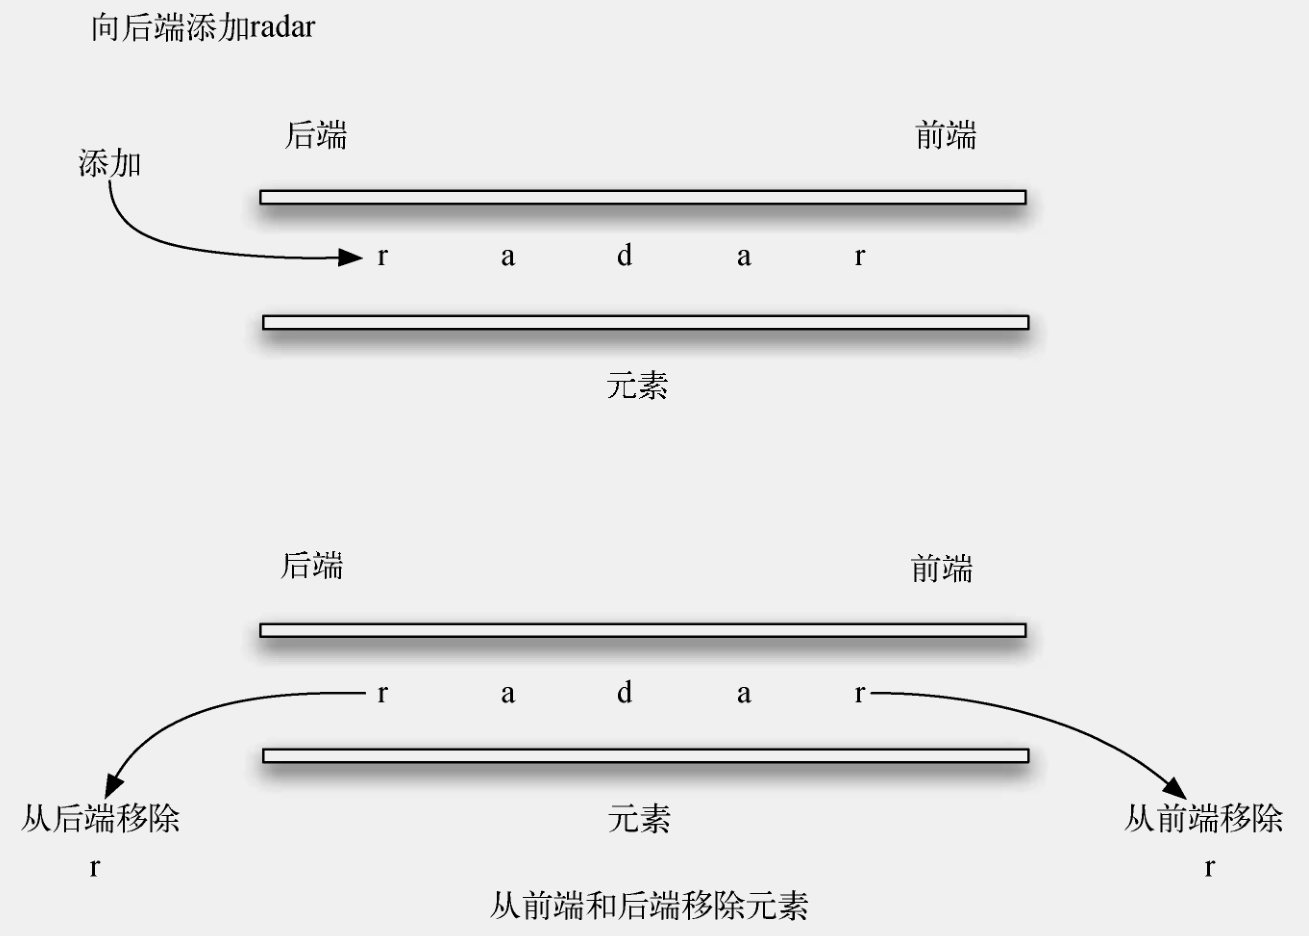 向后端添加radar
后端 前端
添加
r a d a r
元素
后端 前端
r a d a r
从后端移除 元素 从前端移除
r r
从前端和后端移除元素